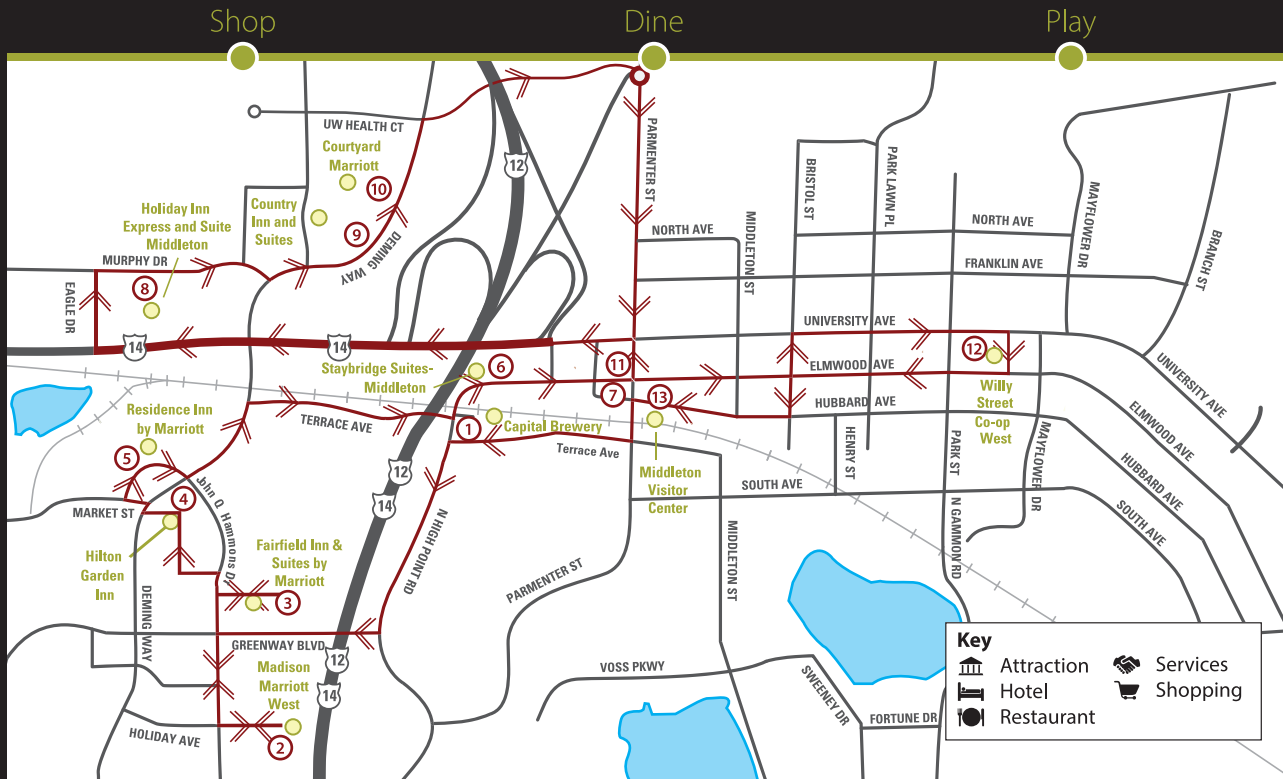 Shop
Dine
Play
UW HEALTH CT
Courtyard
Marriott
10
12
PARMENTER ST
BRISTOL ST
PARK LAWN PL
MAYFLOWER DR
Holiday Inn
Express and Suite
Middleton
Country
Inn and
Suites
9
DEMING WAY
NORTH AVE
MIDDLETON ST
NORTH AVE
BRANCH ST
MURPHY DR
8
EAGLE DR
FRANKLIN AVE
14
14
UNIVERSITY AVE
Staybridge Suites-
Middleton
6
11
ELMWOOD AVE
12
UNIVERSITY AVE
7
13
HUBBARD AVE
Willy
Street
Co-op
West
ELMWOOD AVE
Residence Inn
by Marriott
TERRACE AVE
1
Capital Brewery
Terrace Ave
HENRY ST
PARK ST
MAYFLOWER DR
HUBBARD AVE
5
12
14
Middleton
Visitor
Center
SOUTH AVE
SOUTH AVE
MARKET ST
4
John Q. Hammons Dr
N HIGH POINT RD
N GAMMON RD
Hilton
Garden
Inn
Fairfield Inn &
Suites by
Marriott
3
MIDDLETON ST
PARMENTER ST
DEMING WAY
GREENWAY BLVD
12
14
Madison
Marriott
West
VOSS PKWY
SWEENEY DR
FORTUNE DR
HOLIDAY AVE
2
Key
Attraction
Services
Hotel
Shopping
Restaurant